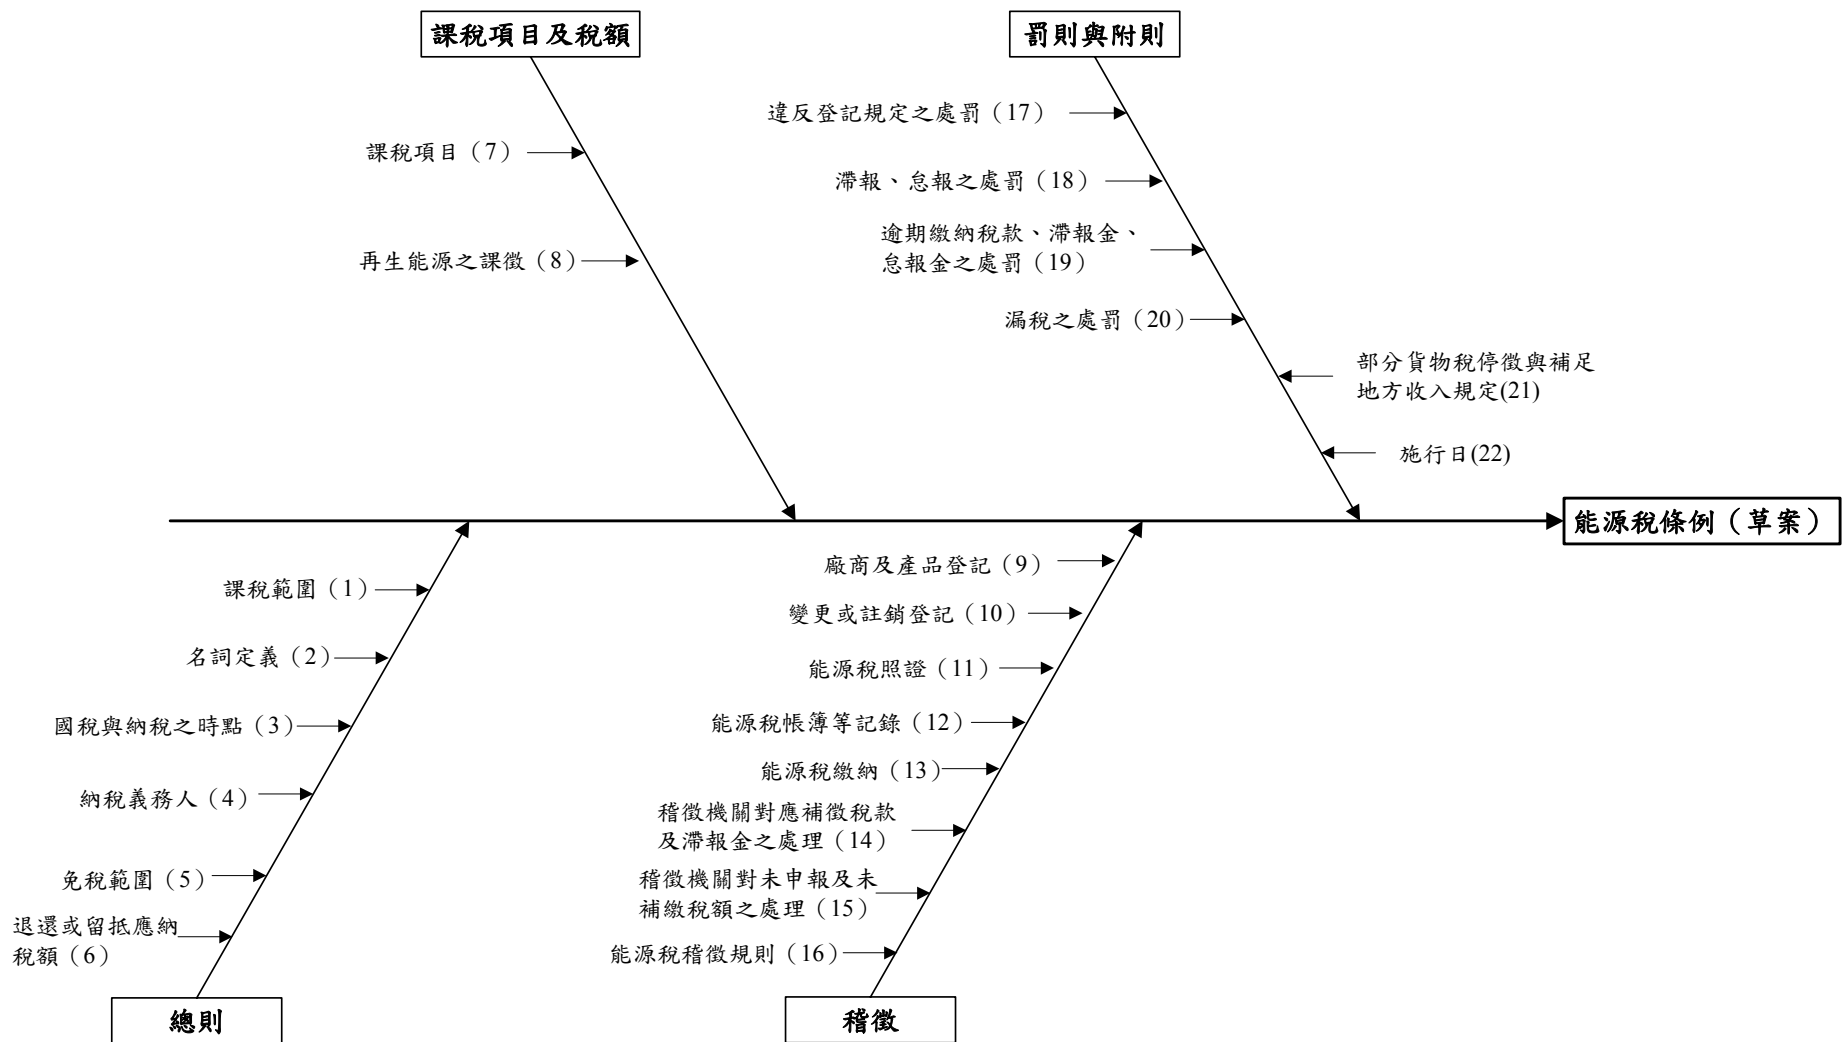 課稅項目及稅額
罰則與附則
違反登記規定之處罰（17）
課稅項目（7）
滯報、怠報之處罰（18）
逾期繳納稅款、滯報金、
怠報金之處罰（19）
再生能源之課徵（8）
漏稅之處罰（20）
部分貨物稅停徵與補足
地方收入規定(21)
施行日(22)
能源稅條例（草案）
課稅範圍（1）
名詞定義（2）
國稅與納稅之時點（3）
納稅義務人（4）
免稅範圍（5）
退還或留抵應納
稅額（6）
總則
廠商及產品登記（9）
變更或註銷登記（10）
能源稅照證（11）
能源稅帳簿等記錄（12）
能源稅繳納（13）
稽徵機關對應補徵稅款
及滯報金之處理（14）
稽徵機關對未申報及未
補繳稅額之處理（15）
能源稅稽徵規則（16）
稽徵